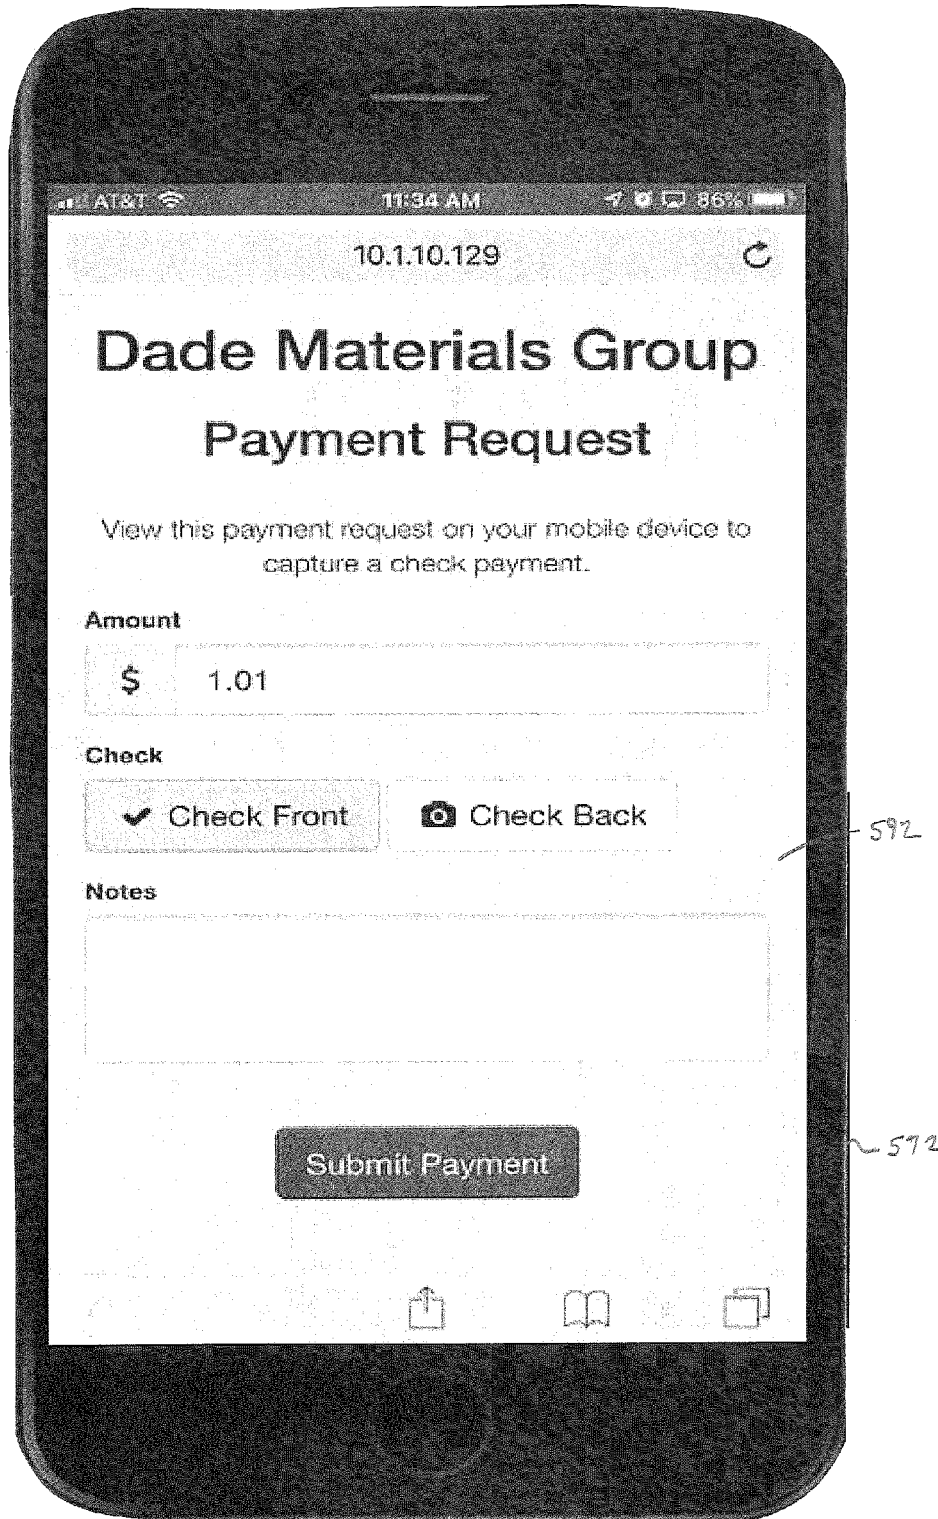 AT&T 11:34 AM 86%
10.1.10.129
Dade Materials Group
Payment Request
View this payment request on your mobile device to
capture a check payment.
Amount
$ 1.01
Check
Check Front Check Back
592
Notes
572
Submit Payment